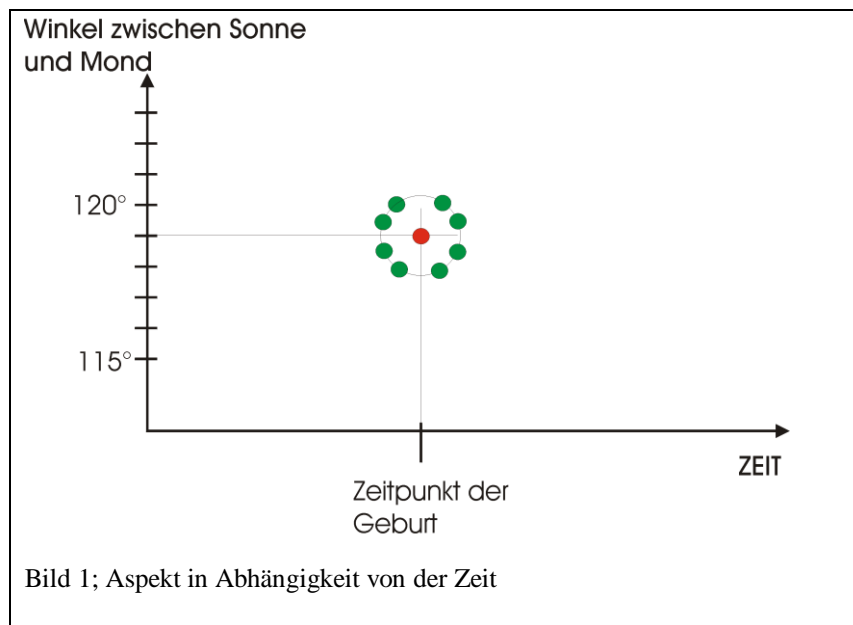 Winkel zwischen Sonne
und Mond
120°
115°
ZEIT
Zeitpunkt der
Geburt
Bild 1; Aspekt in Abhängigkeit von der Zeit